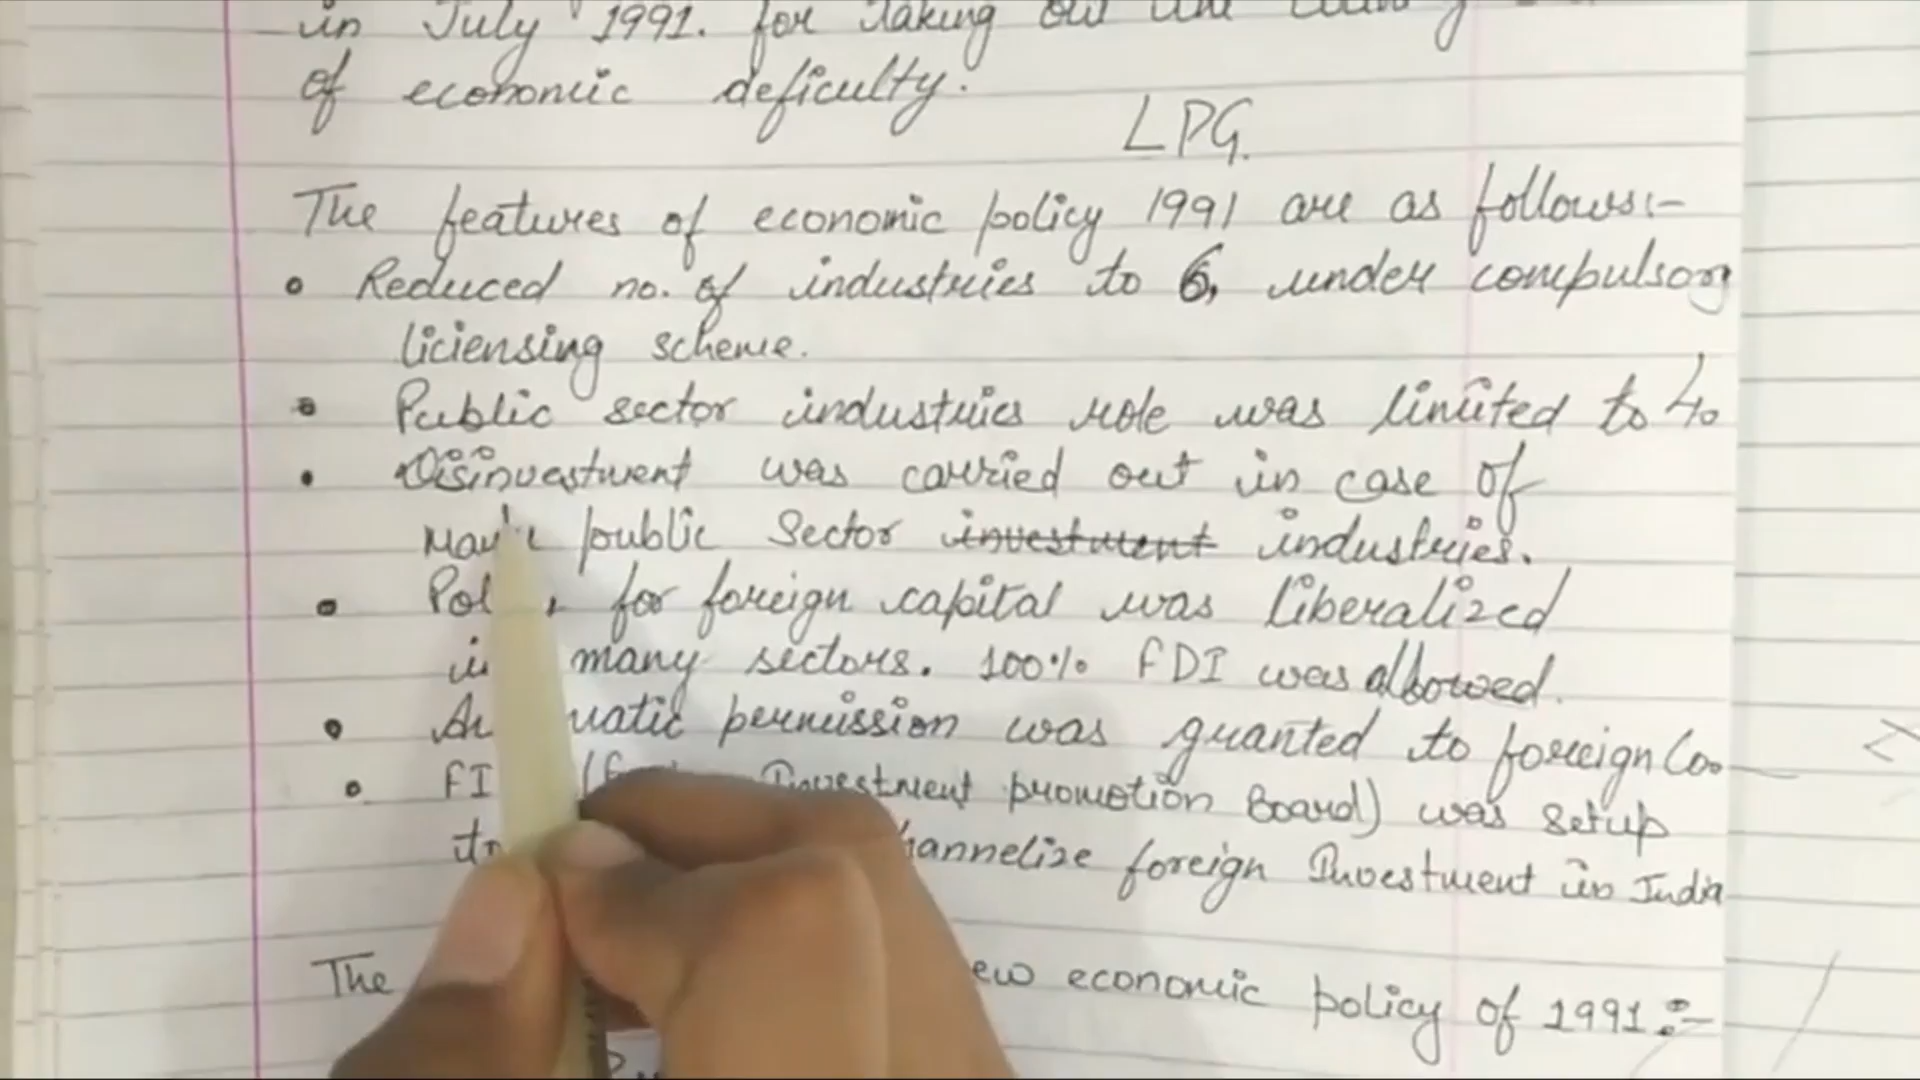 in July 1991. for taking out the
of economic deficulty.
LPG.
The features of economic policy 1991 are as follows:-
• Reduced no. of industries to 6, under compulsory
liciensing scheme.
• Public sector industries role was limited to 4.
• Disinvestment was carried out in case of
public Sector investment industries.
• for foreign capital was liberalized
many sectors. 100% FDI was allowed.
• permission was granted to foreign Co.
• Investment promotion Board) was setup
channelize foreign Investment in India
The economic policy of 1991:-